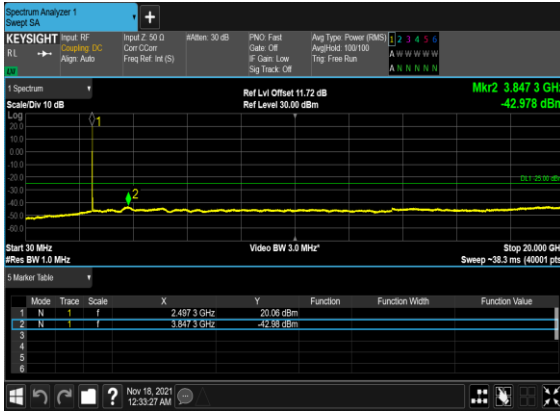 Spectrum Analyzer 1
Swept SA
KEYSIGHT Input: RF Input Z: 50 Ω #Atten: 30 dB PNO: Fast Avg Type: Power (RMS) 1 2 3 4 5 6
RL Coupling: DC Corr CCorr Gate: Off Avg|Hold: 100/100 A W W W W W
Align: Auto Freq Ref: Int (S) IF Gain: Low Trig: Free Run
Sig Track: Off A N N N N N
1 Spectrum Ref Lvl Offset 11.72 dB Mkr2 3.847 3 GHz
Scale/Div 10 dB Ref Level 30.00 dBm -42.978 dBm
Log
20.0
10.0
0.00
-10.0
-20.0
-30.0
-40.0
-50.0
-60.0
1
2
Start 30 MHz Video BW 3.0 MHz* Stop 20.000 GHz
#Res BW 1.0 MHz Sweep ~38.3 ms (40001 pts)
5 Marker Table
Mode Trace Scale X Y Function Function Width Function Value
1 N 1 f 2.497 3 GHz 20.06 dBm
2 N 1 f 3.847 3 GHz -42.98 dBm
3
4
5
6
Nov 18, 2021
12:33:27 AM